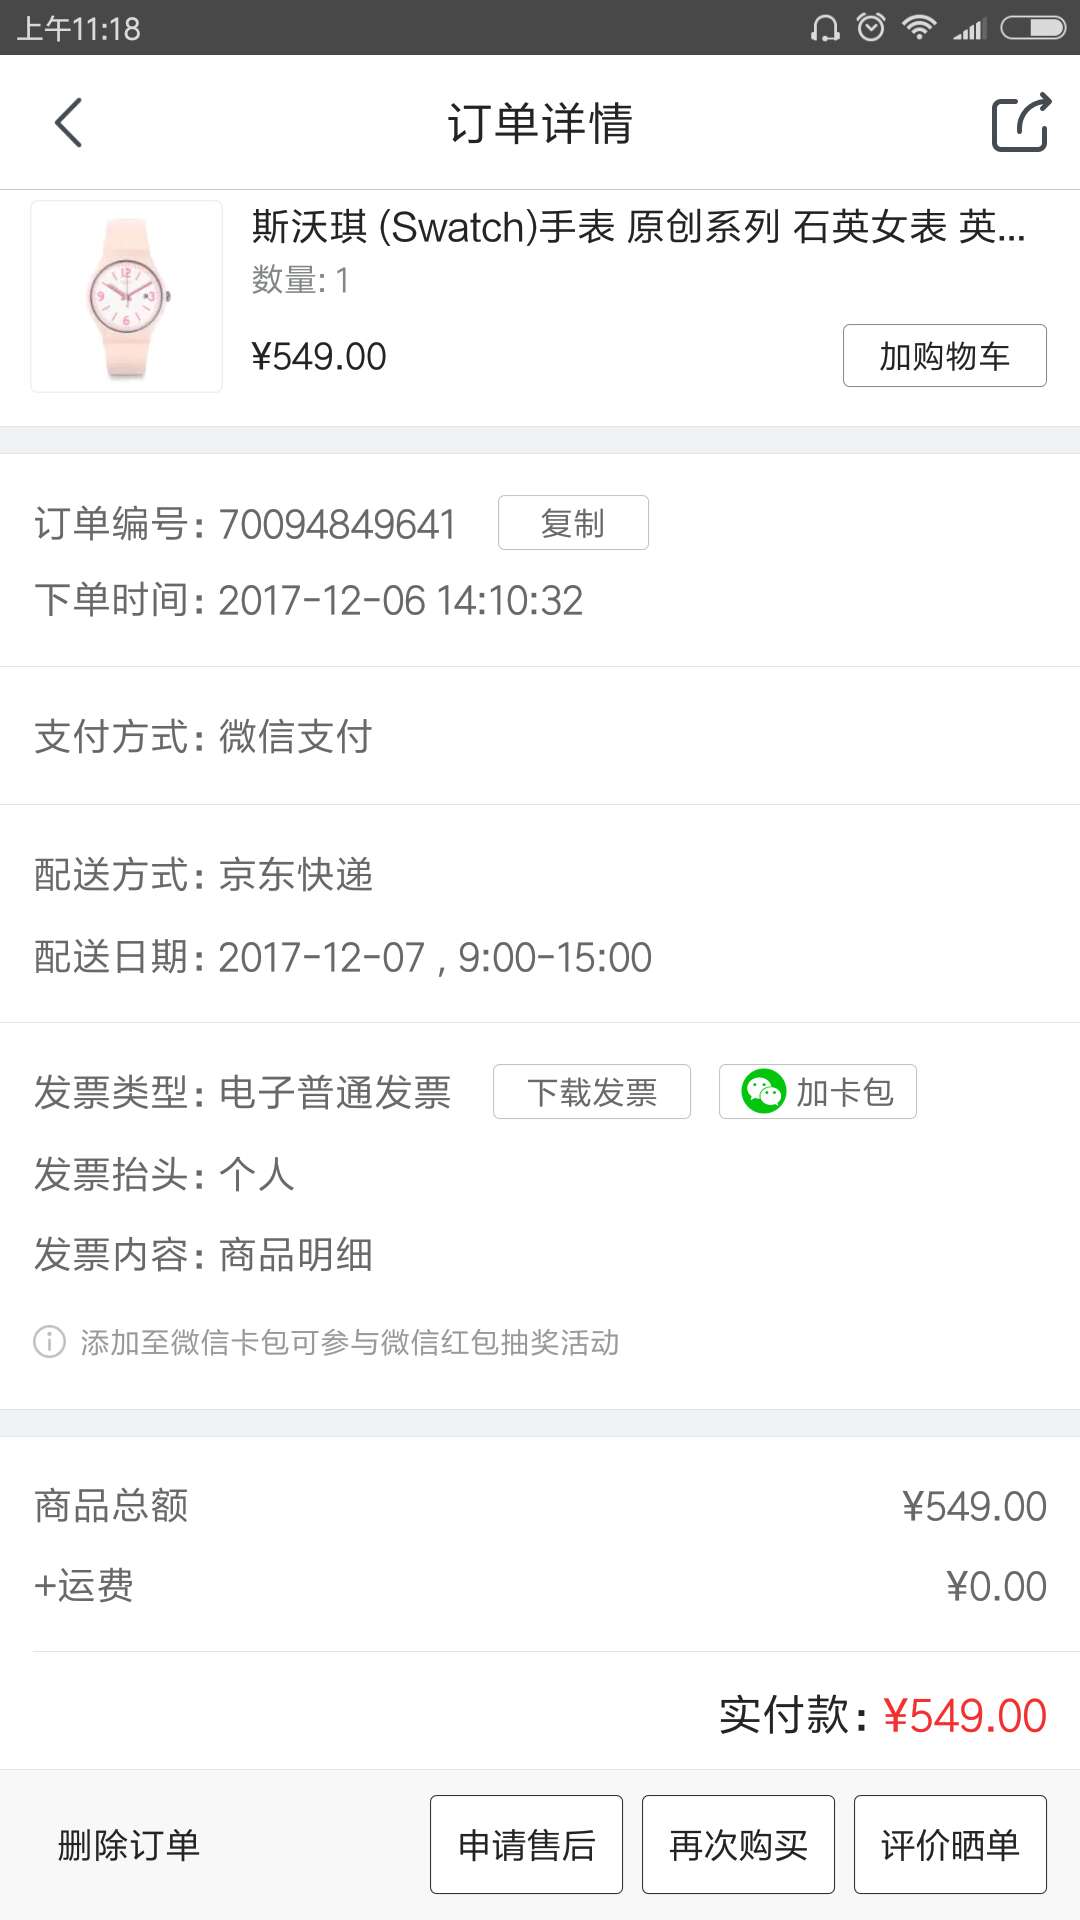 上午11:18
订单详情
斯沃琪 (Swatch)手表 原创系列 石英女表 英...
数量: 1
¥549.00 加购物车
订单编号: 70094849641 复制
下单时间: 2017-12-06 14:10:32
支付方式: 微信支付
配送方式: 京东快递
配送日期: 2017-12-07 , 9:00-15:00
发票类型: 电子普通发票 下载发票 加卡包
发票抬头: 个人
发票内容: 商品明细
添加至微信卡包可参与微信红包抽奖活动
商品总额 ¥549.00
+运费 ¥0.00
实付款: ¥549.00
删除订单 申请售后 再次购买 评价晒单